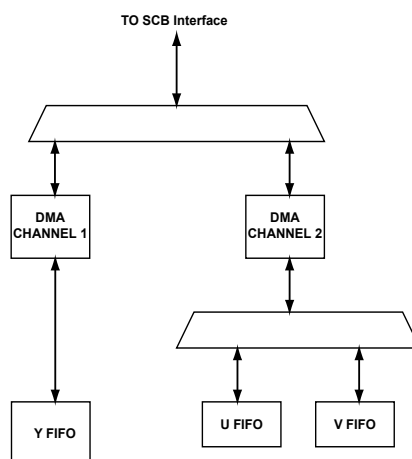 TO SCB Interface
DMA
CHANNEL 1
DMA
CHANNEL 2
Y FIFO
U FIFO
V FIFO